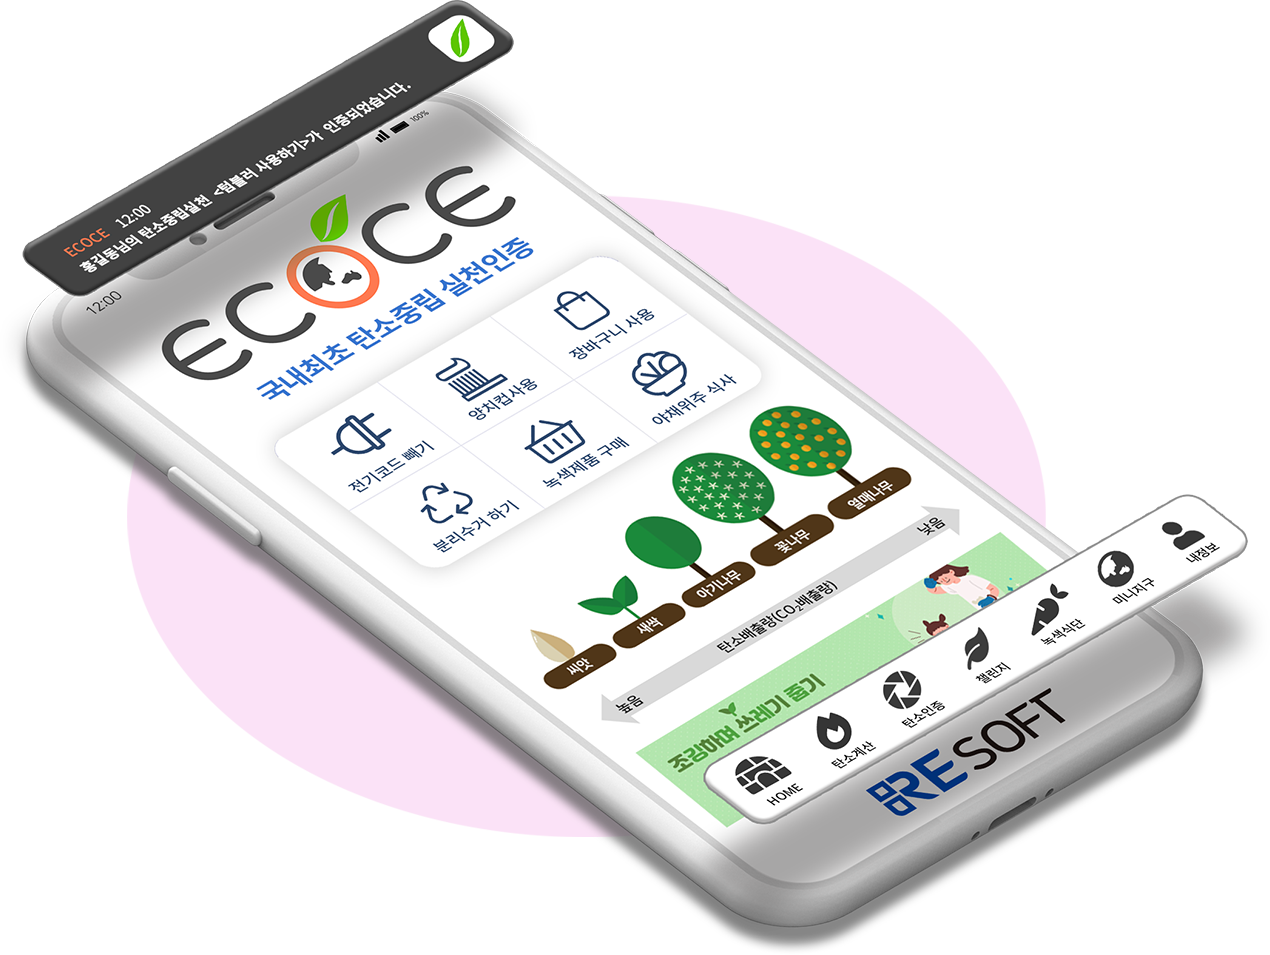 ECOCE 12:00
홍길동님의 탄소중립실천 <텀블러 사용하기>가 인증되었습니다.
12:00
100%
ECOCE
국내최초 탄소중립 실천인증
전기코드 빼기
양치컵사용
장바구니 사용
분리수거 하기
녹색제품 구매
야채위주 식사
씨앗
새싹
아기나무
꽃나무
열매나무
높음
탄소배출량(CO₂배출량)
낮음
조깅하며 쓰레기 줍기
HOME
탄소계산
탄소인증
챌린지
녹색식단
미니지구
내정보
RE SOFT